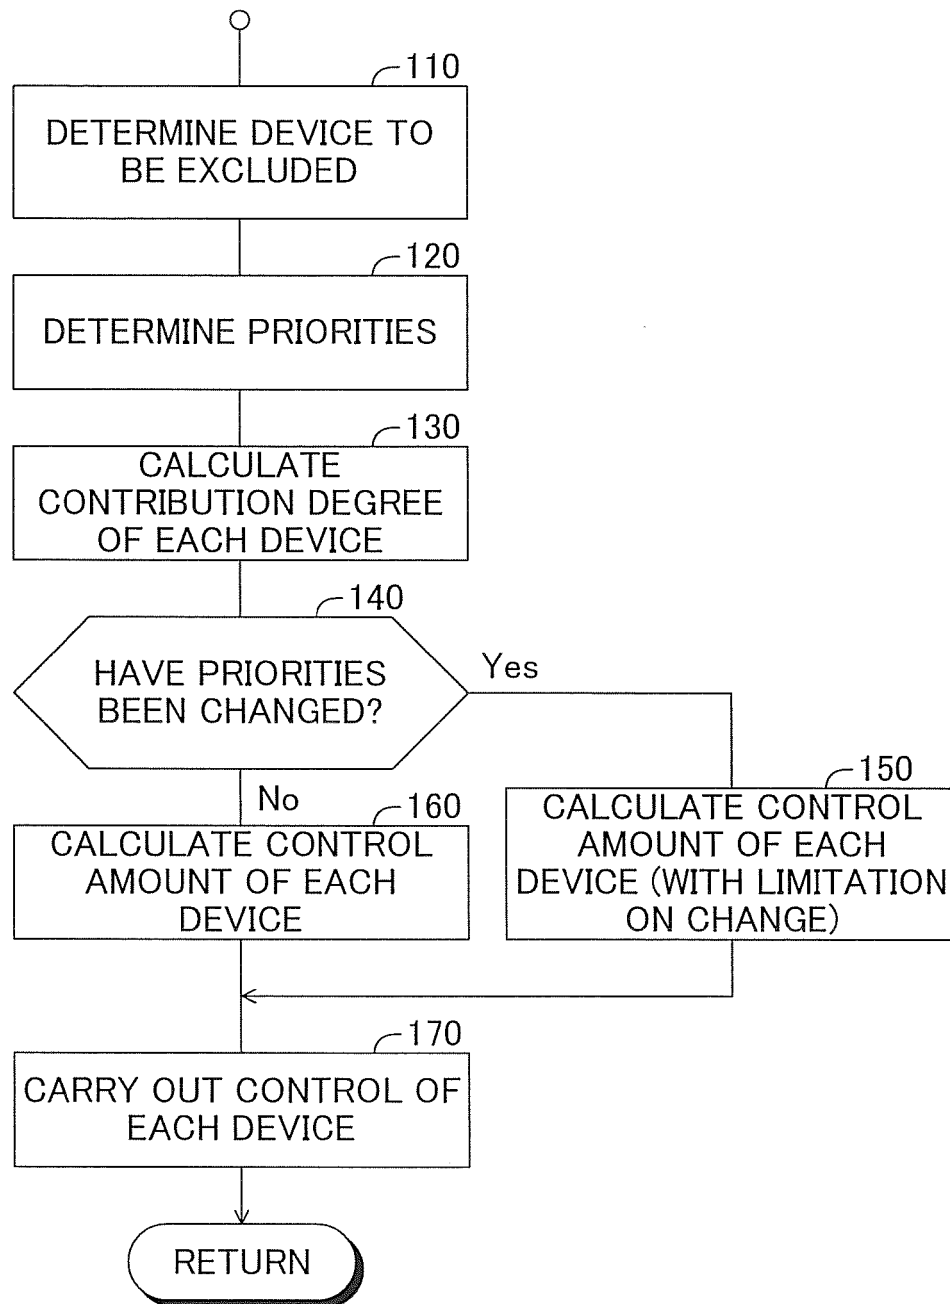 110
DETERMINE DEVICE TO
BE EXCLUDED
120
DETERMINE PRIORITIES
130
CALCULATE
CONTRIBUTION DEGREE
OF EACH DEVICE
140
HAVE PRIORITIES
BEEN CHANGED?
Yes
No
150
CALCULATE CONTROL
AMOUNT OF EACH
DEVICE (WITH LIMITATION
ON CHANGE)
160
CALCULATE CONTROL
AMOUNT OF EACH
DEVICE
170
CARRY OUT CONTROL OF
EACH DEVICE
RETURN